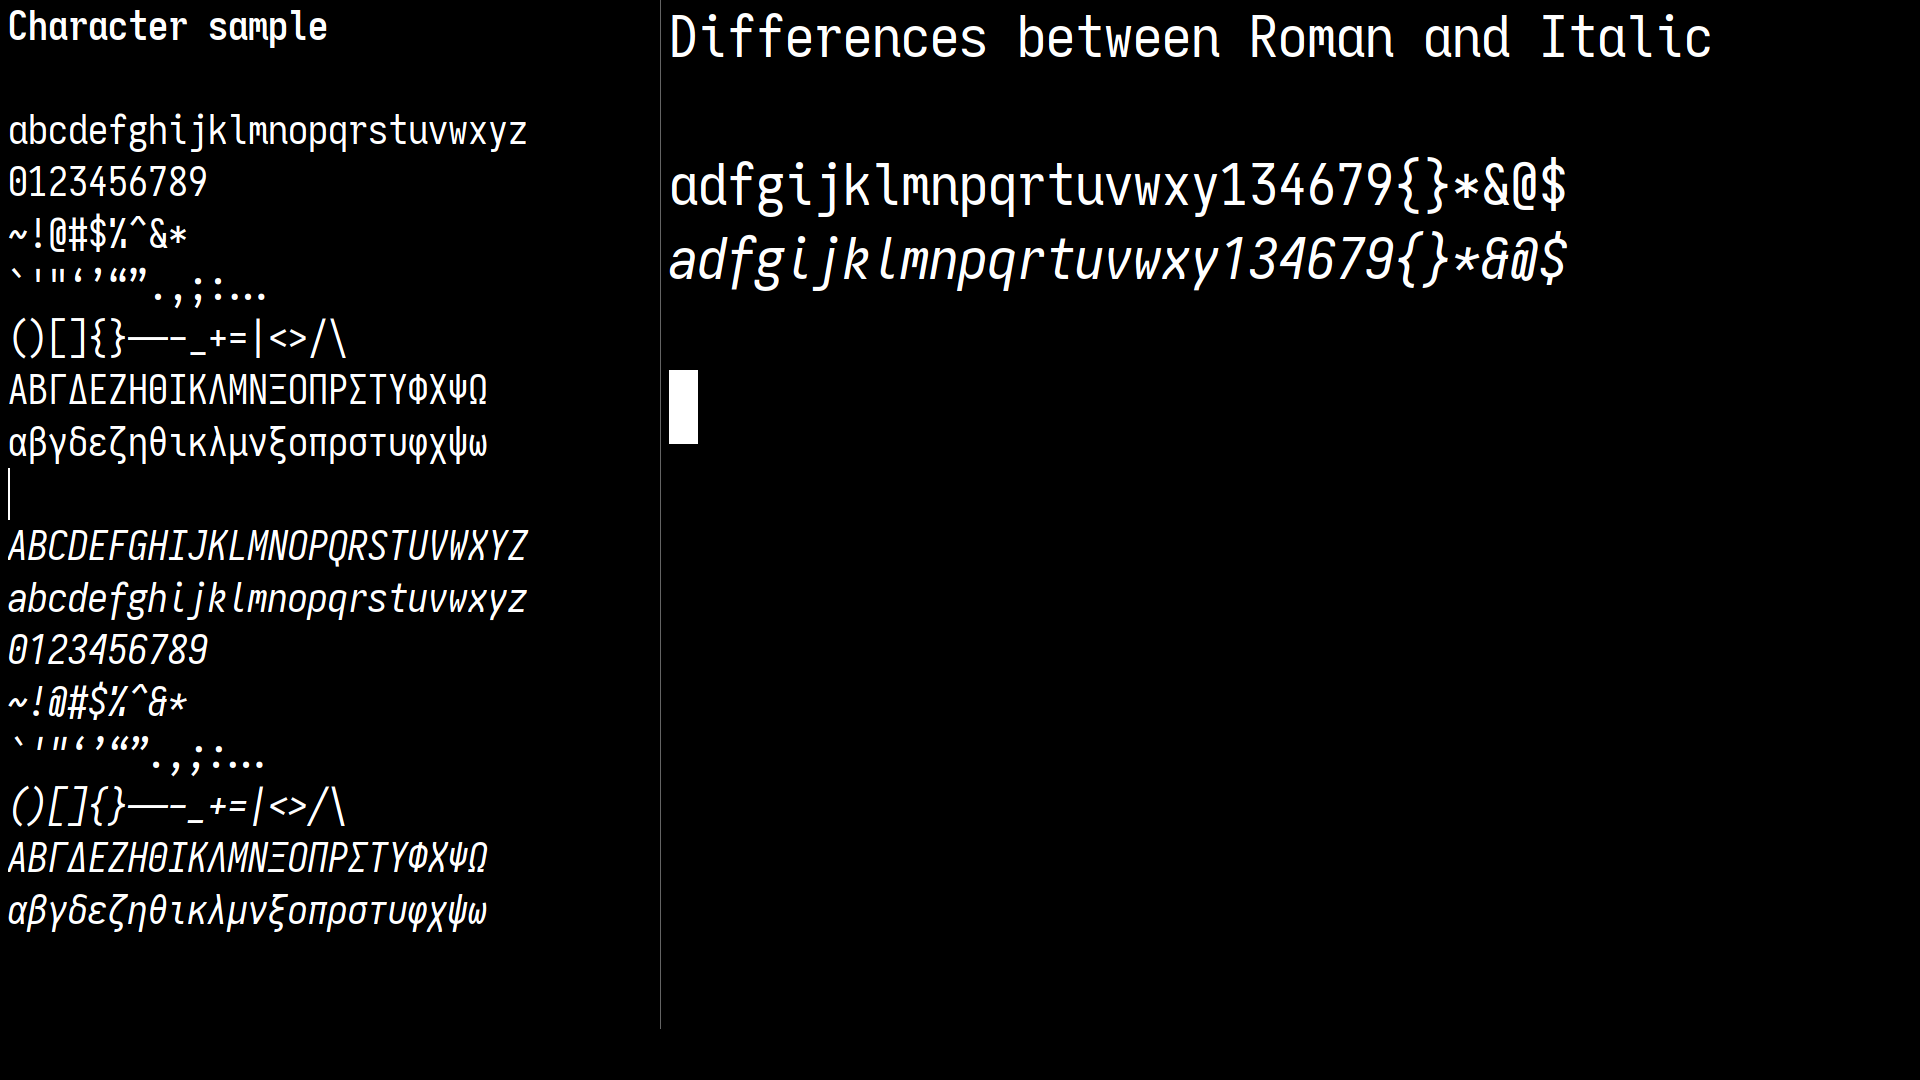 Character sample
abcdefghijklmnopqrstuvwxyz
0123456789
~!@#$%^&*
`'"‘’“”.,;:…
()[]{}—–-_+=|<>/\
ΑΒΓΔΕΖΗΘΙΚΛΜΝΞΟΠΡΣΤΥΦΧΨΩ
αβγδεζηθικλμνξοπρστυφχψω
ABCDEFGHIJKLMNOPQRSTUVWXYZ
abcdefghijklmnopqrstuvwxyz
0123456789
~!@#$%^&*
`'"‘’“”.,;:…
()[]{}—–-_+=|<>/\
ΑΒΓΔΕΖΗΘΙΚΛΜΝΞΟΠΡΣΤΥΦΧΨΩ
αβγδεζηθικλμνξοπρστυφχψω
Differences between Roman and Italic
adfgijklmnpqrtuvwxy134679{}*&@$
adfgijklmnpqrtuvwxy134679{}*&@$